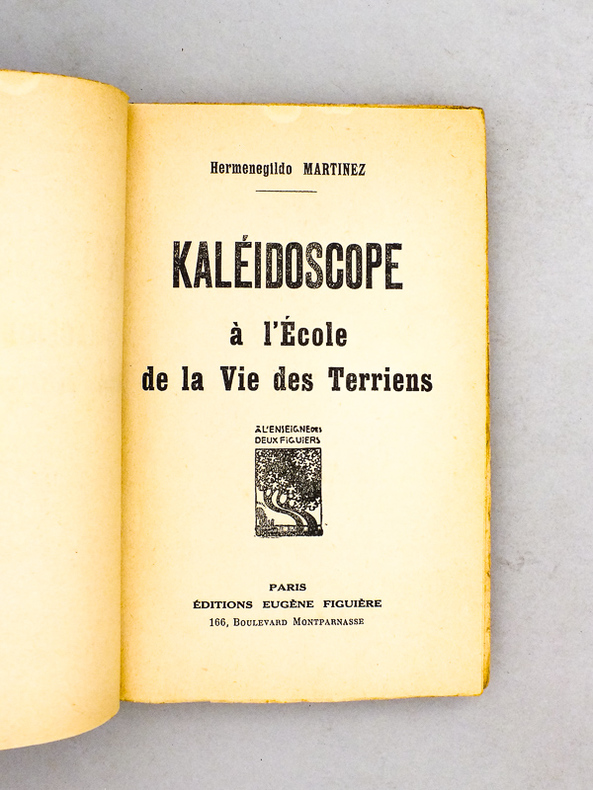 Hermenegildo MARTINEZ
KALÉIDOSCOPE
à l'École
de la Vie des Terriens
À L'ENSEIGNE DES
DEUX FIGUIERS
PARIS
ÉDITIONS EUGÈNE FIGUIÈRE
166, BOULEVARD MONTPARNASSE